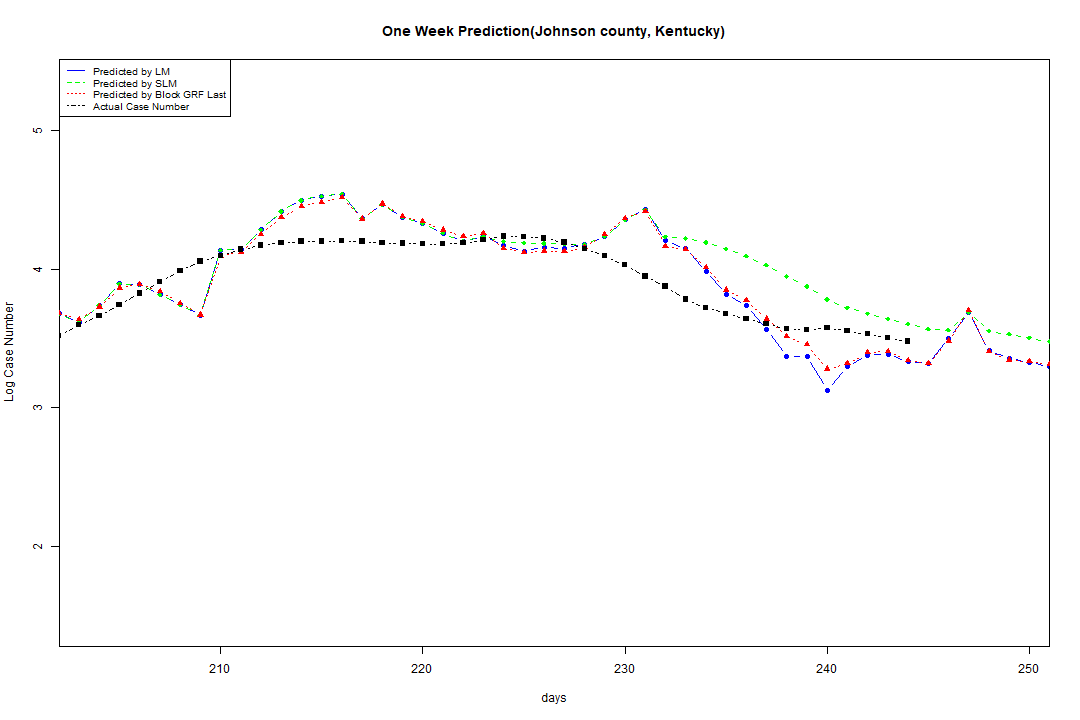 One Week Prediction(Johnson county, Kentucky)
Predicted by LM
Predicted by SLM
Predicted by Block GRF Last
Actual Case Number
5
4
3
2
Log Case Number
210 220 230 240 250
days